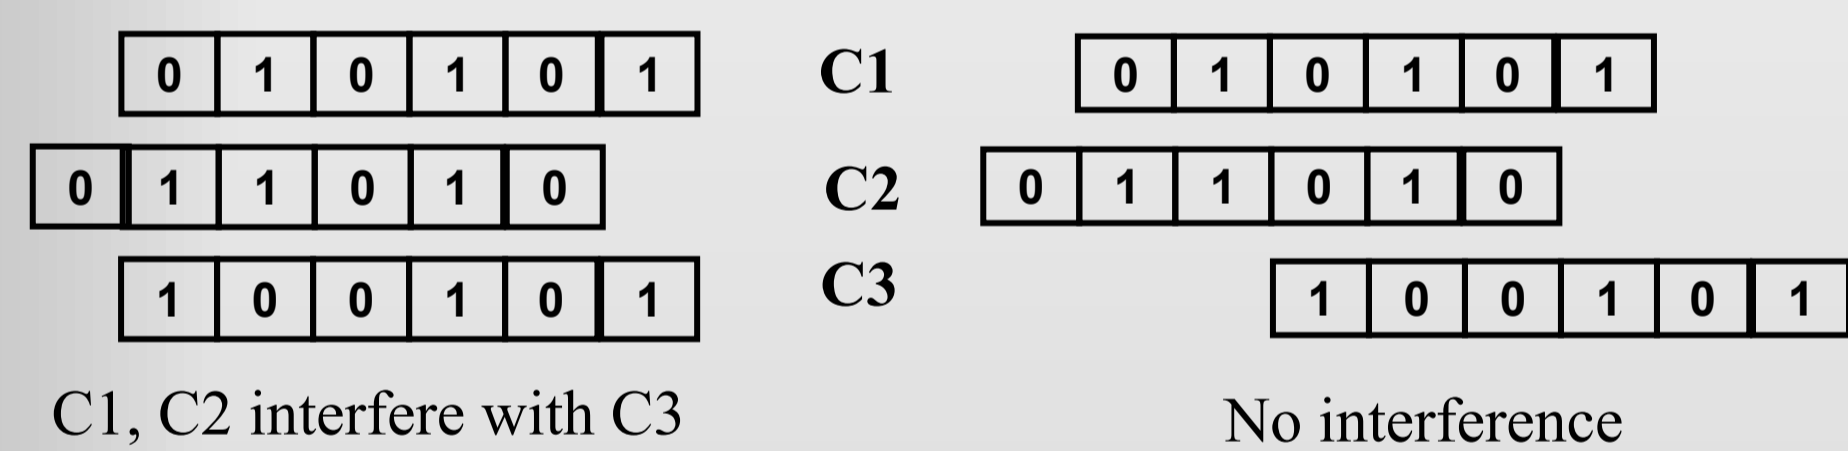 0 1 0 1 0 1 C1 0 1 0 1 0 1
0 1 1 0 1 0 C2 0 1 1 0 1 0
1 0 0 1 0 1 C3 1 0 0 1 0 1
C1, C2 interfere with C3 No interference